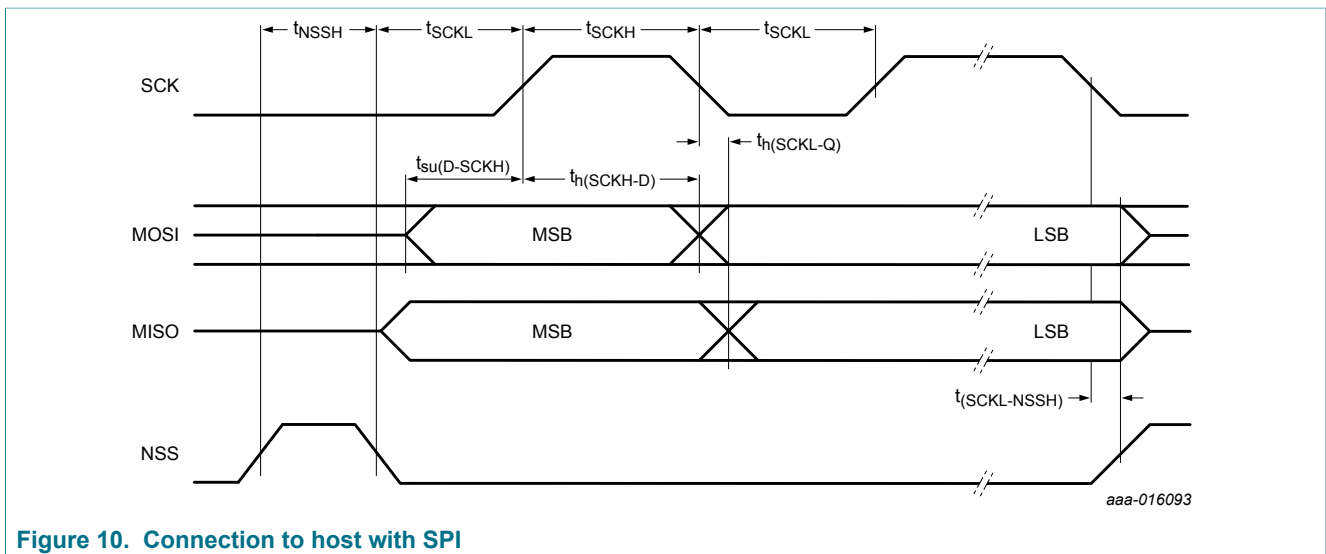 tNSSH tSCKL tSCKH tSCKL
SCK
th(SCKL-Q)
tsu(D-SCKH) th(SCKH-D)
MOSI MSB LSB
MISO MSB LSB
t(SCKL-NSSH)
NSS
aaa-016093
Figure 10. Connection to host with SPI